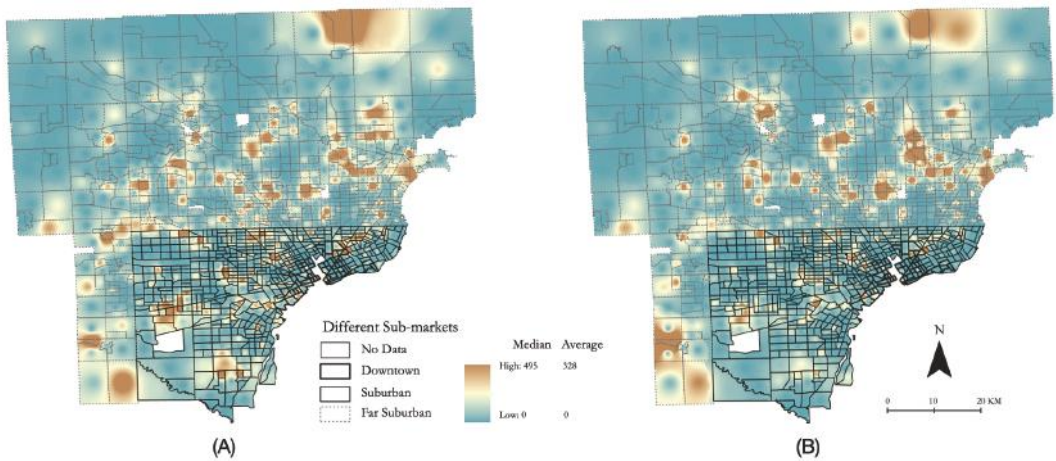 Different Sub-markets
No Data
Downtown
Suburban
Far Suburban
Median Average
High: 495 328
Low: 0 0
N
0 10 20 KM
(A)
(B)